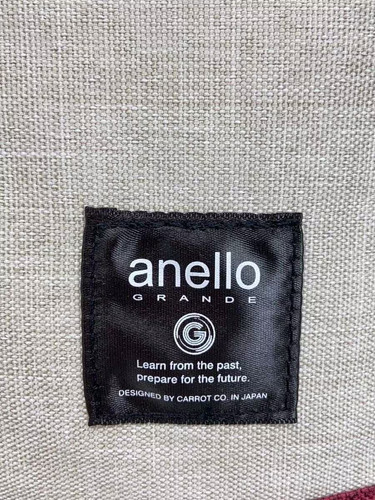 anello
GRANDE
G
Learn from the past,
prepare for the future.
DESIGNED BY CARROT CO. IN JAPAN